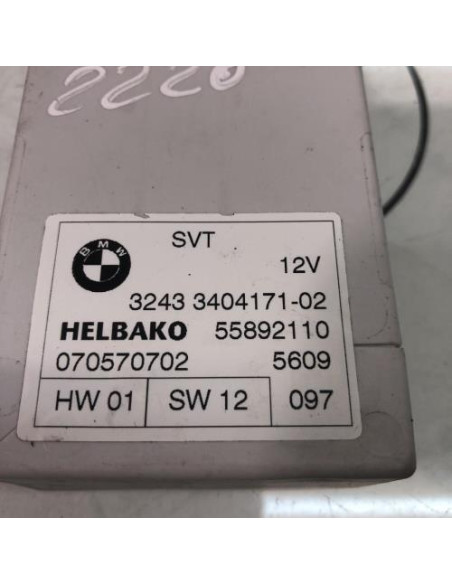 2220
BMW
SVT
12V
3243 3404171-02
HELBAKO 55892110
070570702 5609
HW 01 SW 12 097